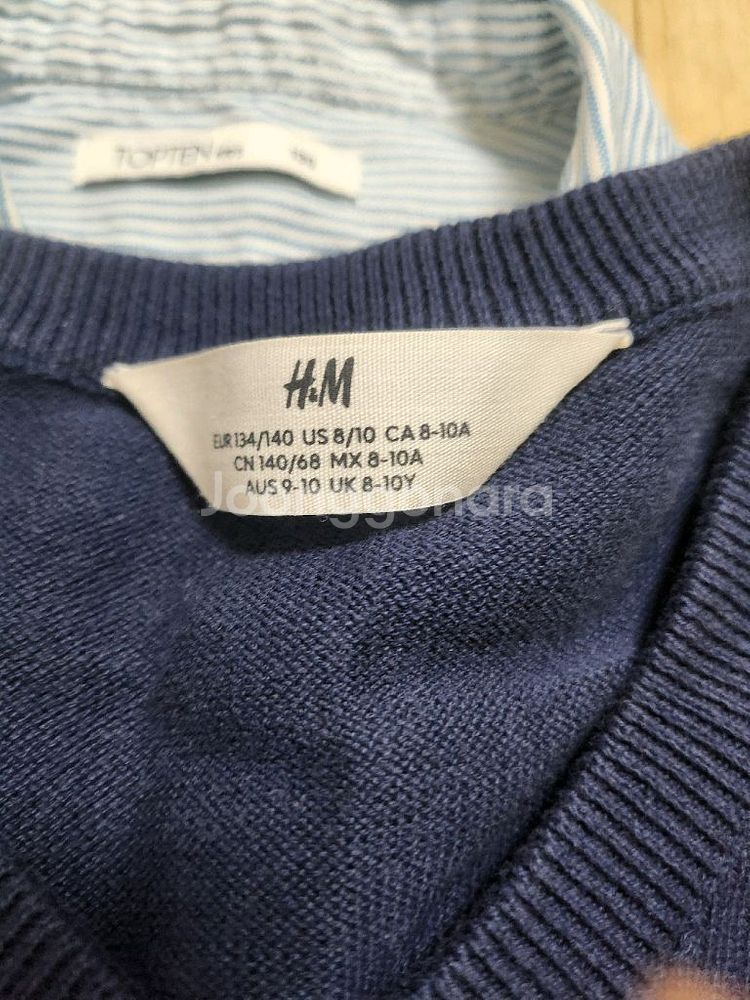 TOPTEN
H&M
EUR 134/140 US 8/10 CA 8-10A
CN 140/68 MX 8-10A
AUS 9-10 UK 8-10Y
Joonggonara